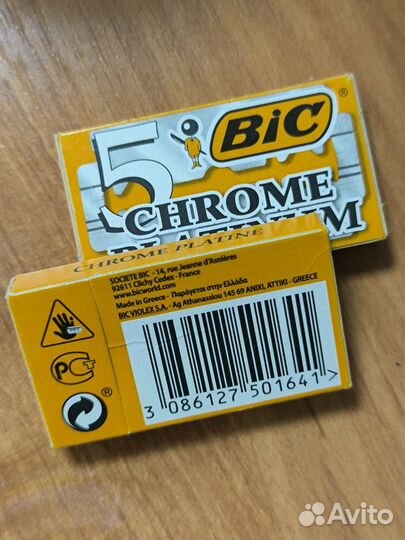 5 BiC ®
CHROME
PLATINUM
CHROME PLATINE
SOCIETE BIC - 14, rue Jeanne d'Asnières
92611 Clichy Cedex - France
www.bicworld.com
Made in Greece - Παράγεται στην Ελλάδα
BIC VIOLEX S.A. - Ag Athanassiou 145 69 ANIXI, ATTIKI - GREECE
РСТ
®
3 086127 501641 >
Avito